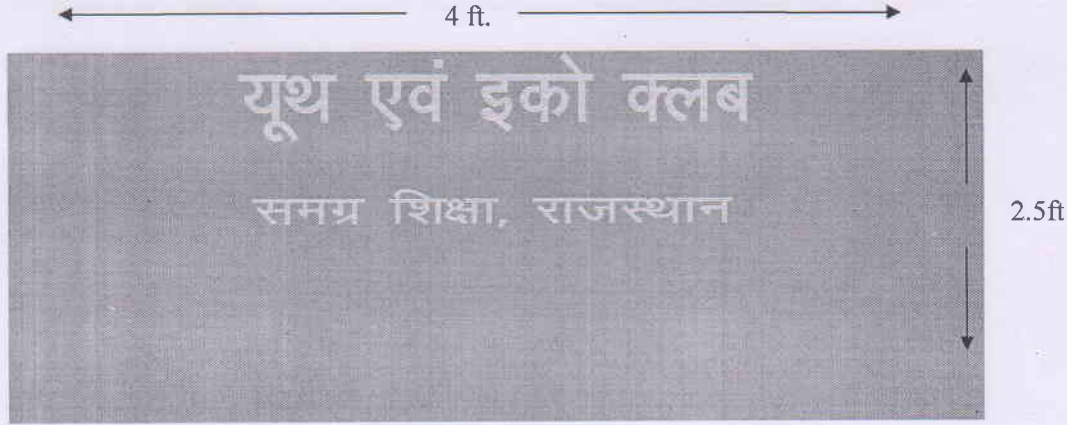 4 ft.
यूथ एवं इको क्लब
समग्र शिक्षा, राजस्थान
2.5ft